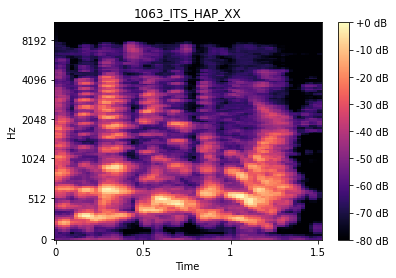 1063_ITS_HAP_XX
+0 dB
8192
-10 dB
4096
-20 dB
-30 dB
2048
Hz
-40 dB
1024
-50 dB
-60 dB
512
-70 dB
0
-80 dB
0 0.5 1 1.5
Time